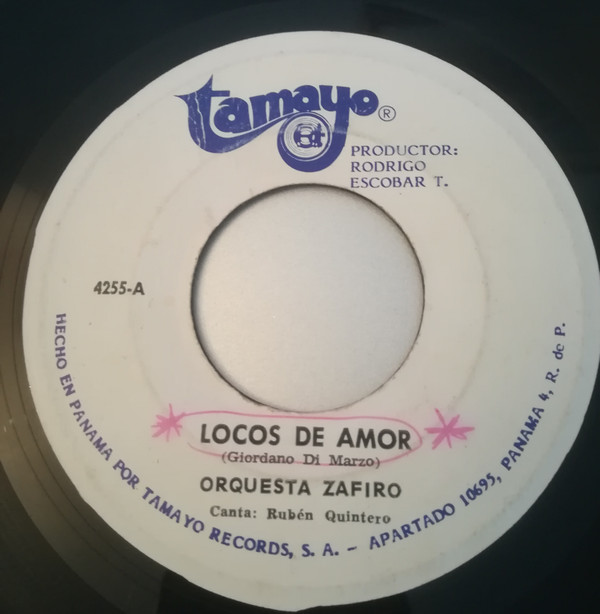 tamayo®
PRODUCTOR:
RODRIGO
ESCOBAR T.
4255-A
LOCOS DE AMOR
(Giordano Di Marzo)
ORQUESTA ZAFIRO
Canta: Rubén Quintero
HECHO EN PANAMA POR TAMAYO RECORDS, S. A. - APARTADO 10695, PANAMA 4, R. de P.